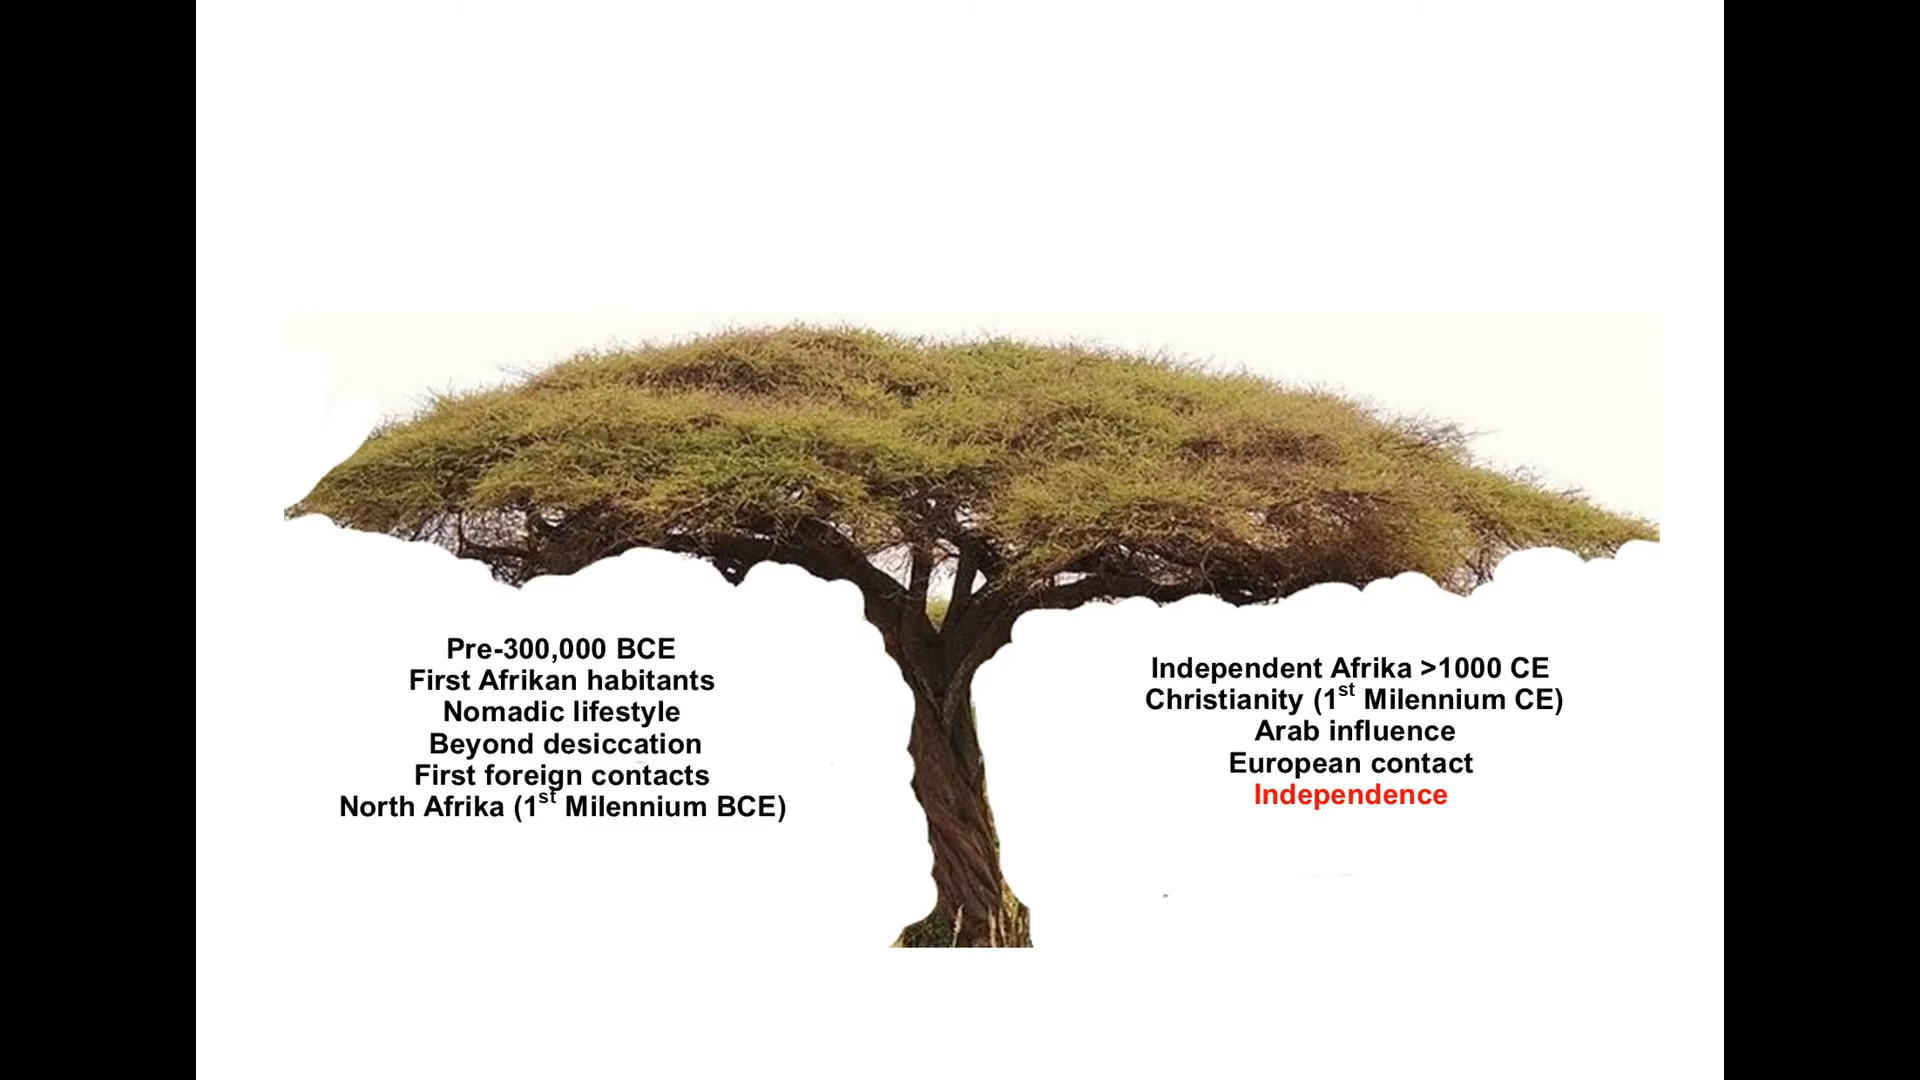 Pre-300,000 BCE
First Afrikan habitants
Nomadic lifestyle
Beyond desiccation
First foreign contacts
North Afrika (1st Milennium BCE)
Independent Afrika >1000 CE
Christianity (1st Milennium CE)
Arab influence
European contact
Independence